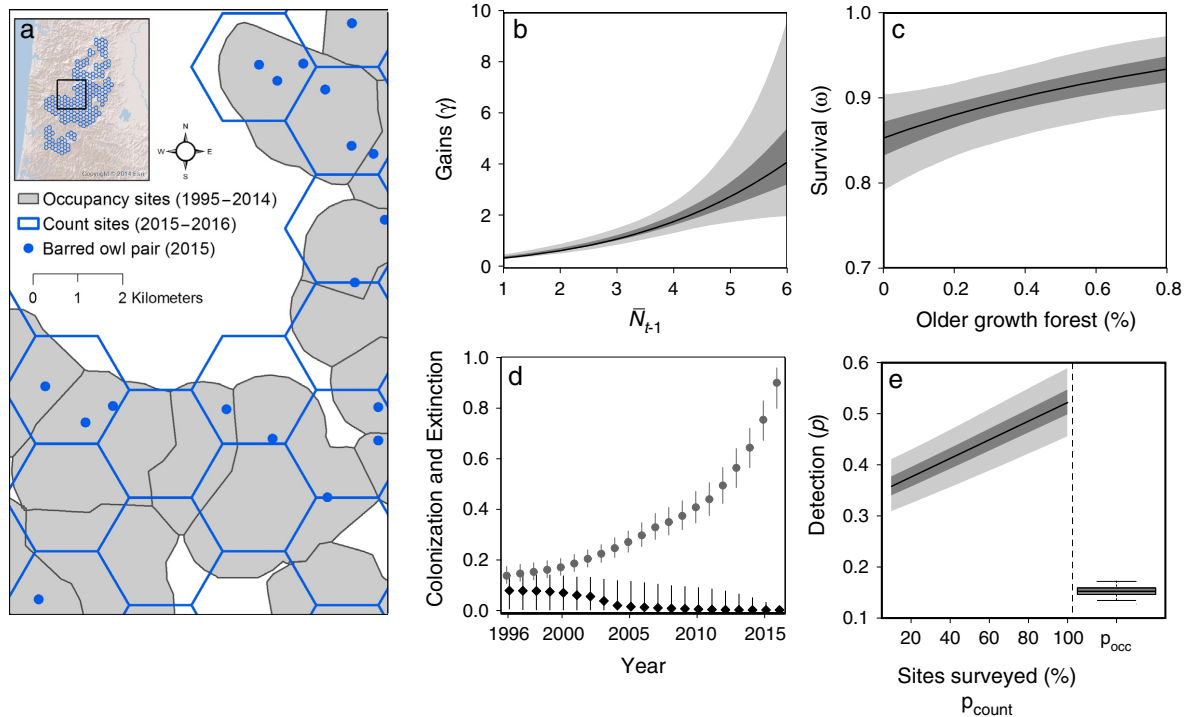 a
Copyright © 2014 Esri
N
W
E
S
Occupancy sites (1995–2014)
Count sites (2015–2016)
Barred owl pair (2015)
0 1 2 Kilometers
b
Gains (γ)
10
8
6
4
2
0
1 2 3 4 5 6
N̄t-1
c
Survival (ω)
1.0
0.9
0.8
0.7
0 0.2 0.4 0.6 0.8
Older growth forest (%)
d
Colonization and Extinction
1.0
0.8
0.6
0.4
0.2
0.0
1996 2000 2005 2010 2015
Year
e
Detection (p)
0.6
0.5
0.4
0.3
0.2
0.1
20 40 60 80 100 pocc
Sites surveyed (%)
pcount